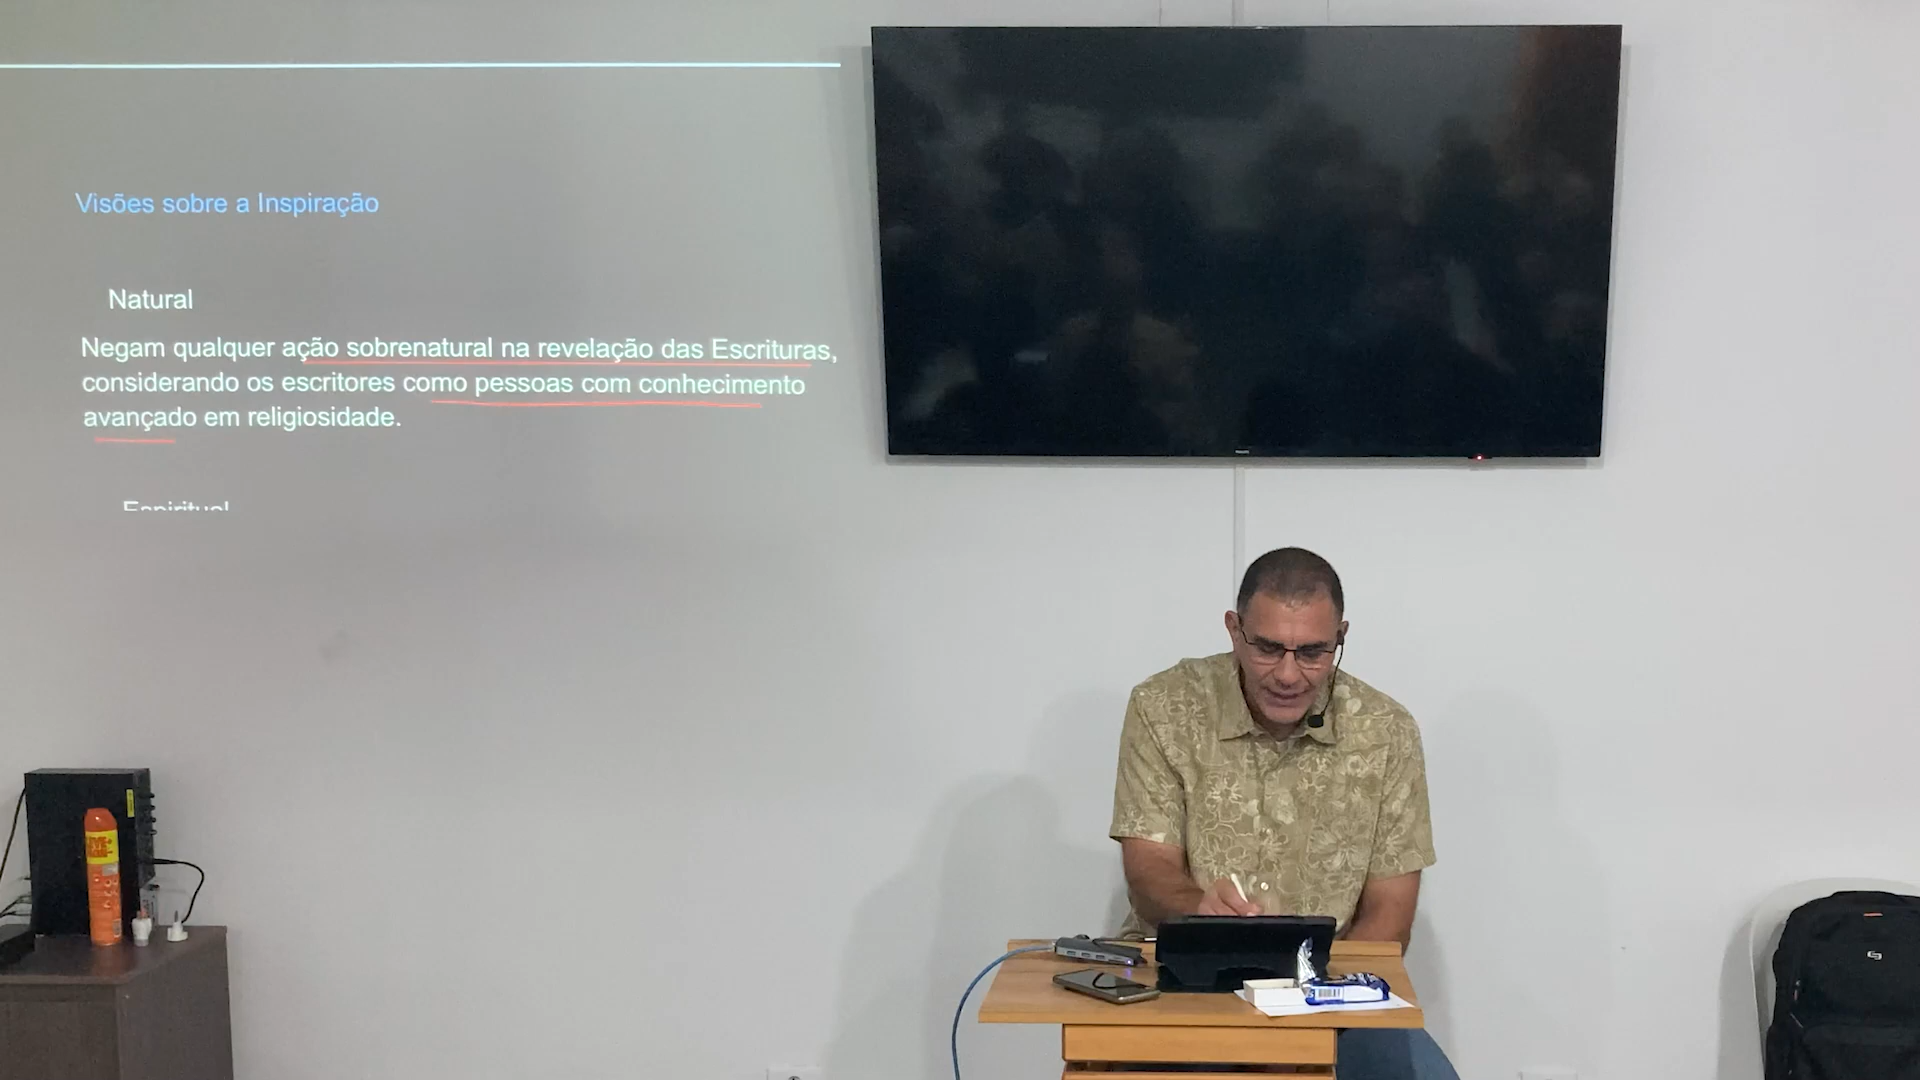 Visões sobre a Inspiração
Natural
Negam qualquer ação sobrenatural na revelação das Escrituras,
considerando os escritores como pessoas com conhecimento
avançado em religiosidade.
Espiritual